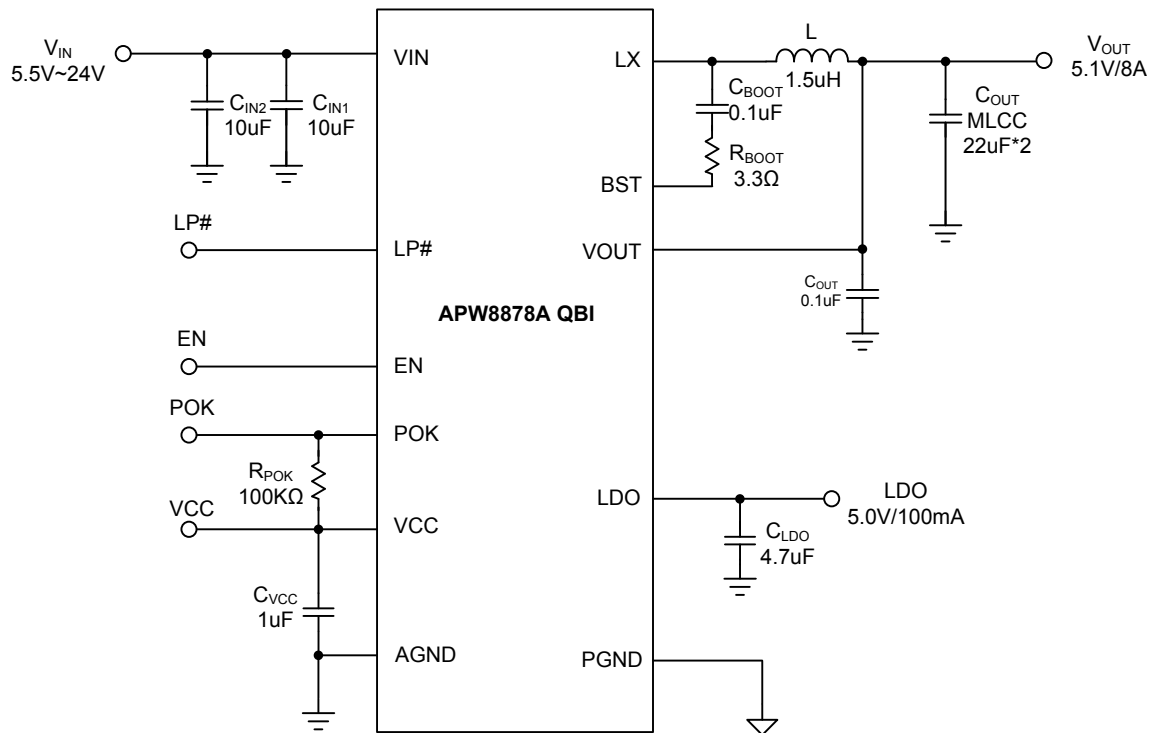 VIN
5.5V~24V
CIN2
10uF
CIN1
10uF
VIN
LX
L
1.5uH
VOUT
5.1V/8A
CBOOT
0.1uF
RBOOT
3.3Ω
COUT
MLCC
22uF*2
BST
LP#
LP#
VOUT
COUT
0.1uF
APW8878A QBI
EN
EN
POK
POK
RPOK
100KΩ
LDO
LDO
5.0V/100mA
VCC
VCC
CLDO
4.7uF
CVCC
1uF
AGND
PGND